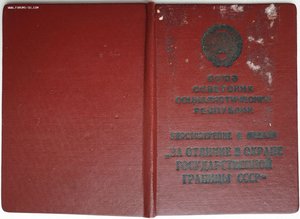 СОЮЗ
СОВЕТСКИХ
СОЦИАЛИСТИЧЕСКИХ
РЕСПУБЛИК
УДОСТОВЕРЕНИЕ К МЕДАЛИ
„ЗА ОТЛИЧИЕ В ОХРАНЕ
ГОСУДАРСТВЕННОЙ
ГРАНИЦЫ СССР"